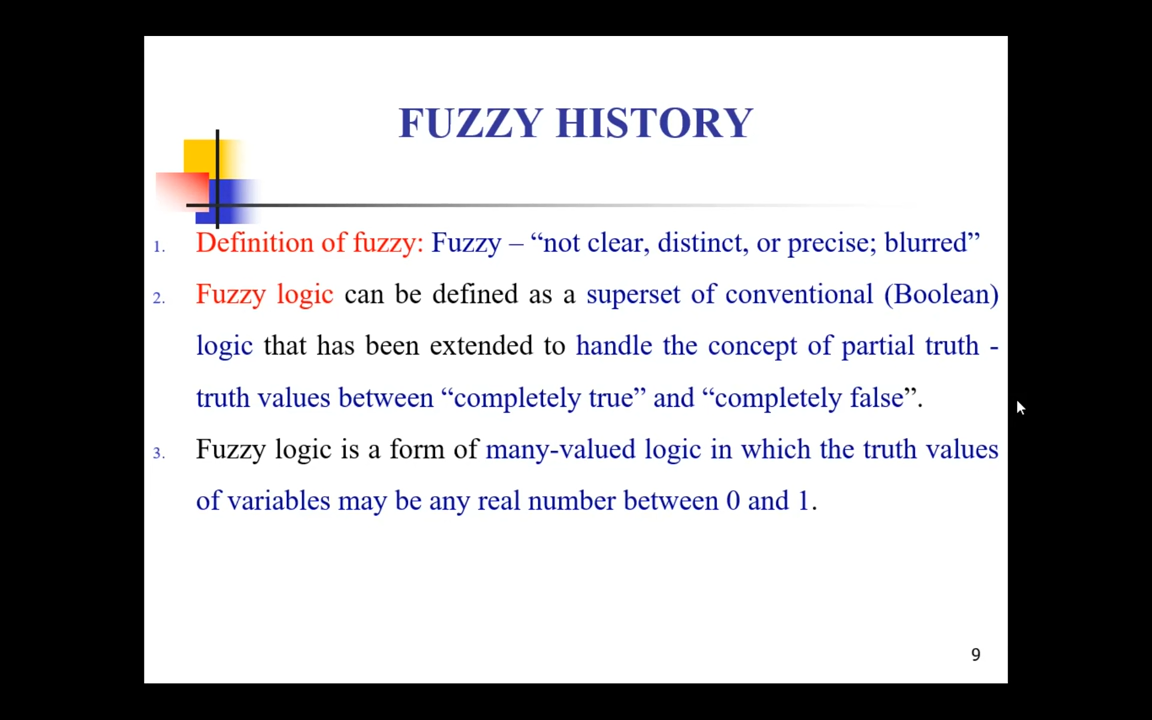 FUZZY HISTORY
1. Definition of fuzzy: Fuzzy – “not clear, distinct, or precise; blurred”
2. Fuzzy logic can be defined as a superset of conventional (Boolean)
logic that has been extended to handle the concept of partial truth -
truth values between “completely true” and “completely false”.
3. Fuzzy logic is a form of many-valued logic in which the truth values
of variables may be any real number between 0 and 1.
9